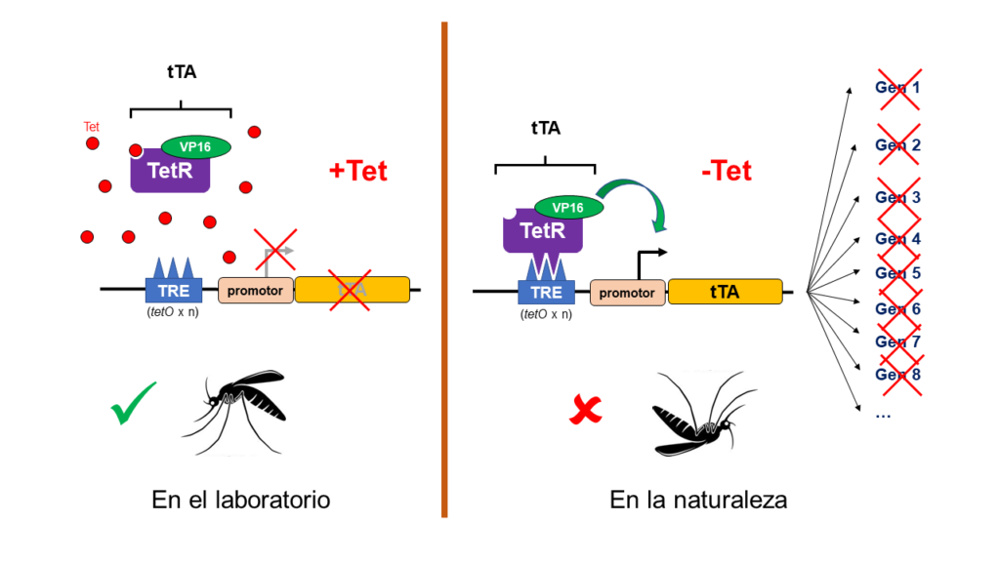 tTA
Tet
VP16
TetR
+Tet
TRE
promotor
tTA
(tetO x n)
En el laboratorio
tTA
-Tet
VP16
TetR
TRE
promotor
tTA
(tetO x n)
Gen 1
Gen 2
Gen 3
Gen 4
Gen 5
Gen 6
Gen 7
Gen 8
...
En la naturaleza